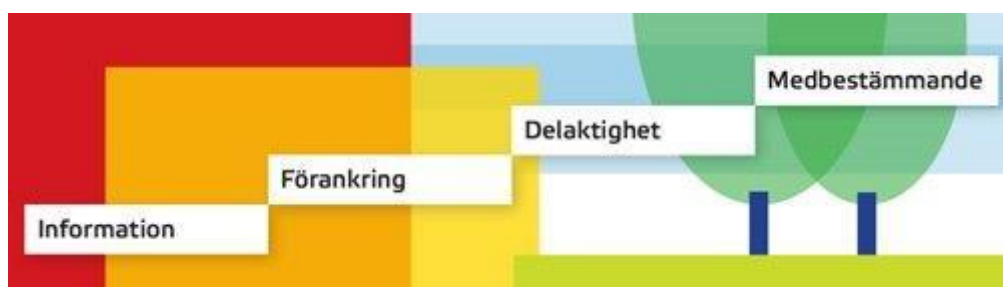 Medbestämmande
Delaktighet
Förankring
Information